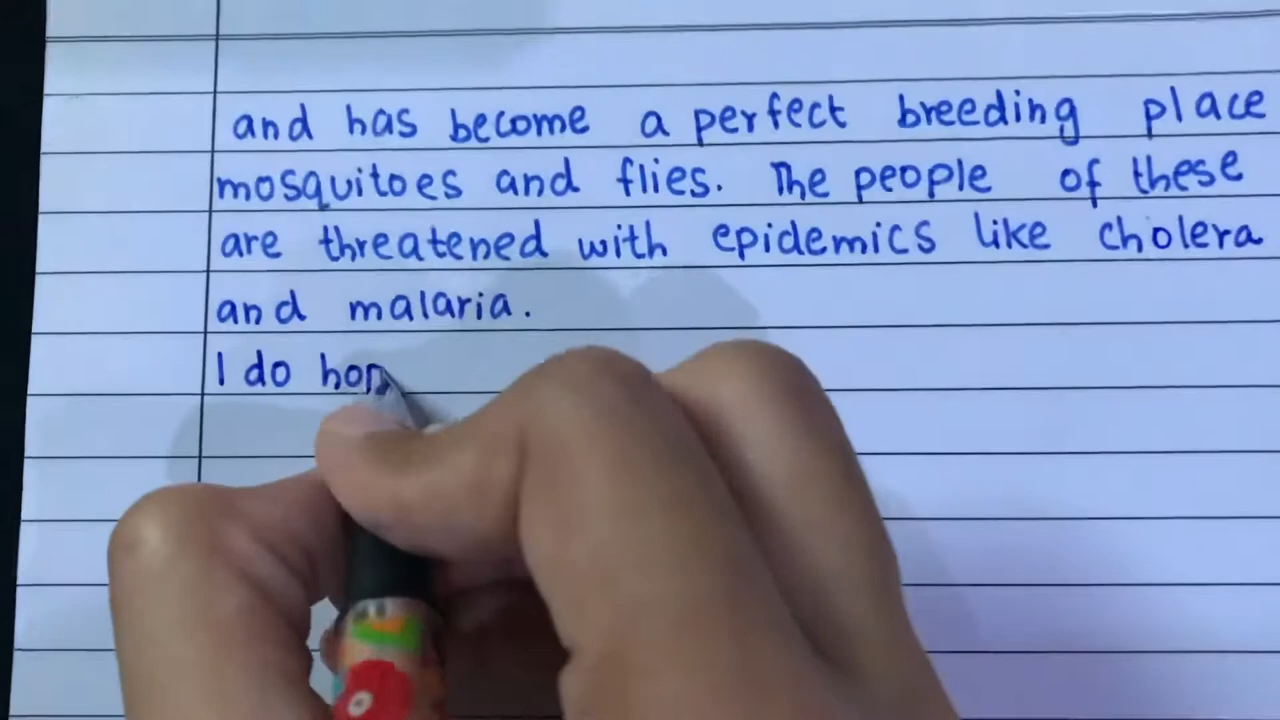 and has become a perfect breeding place
mosquitoes and flies. The people of these
are threatened with epidemics like cholera
and malaria.
I do hop